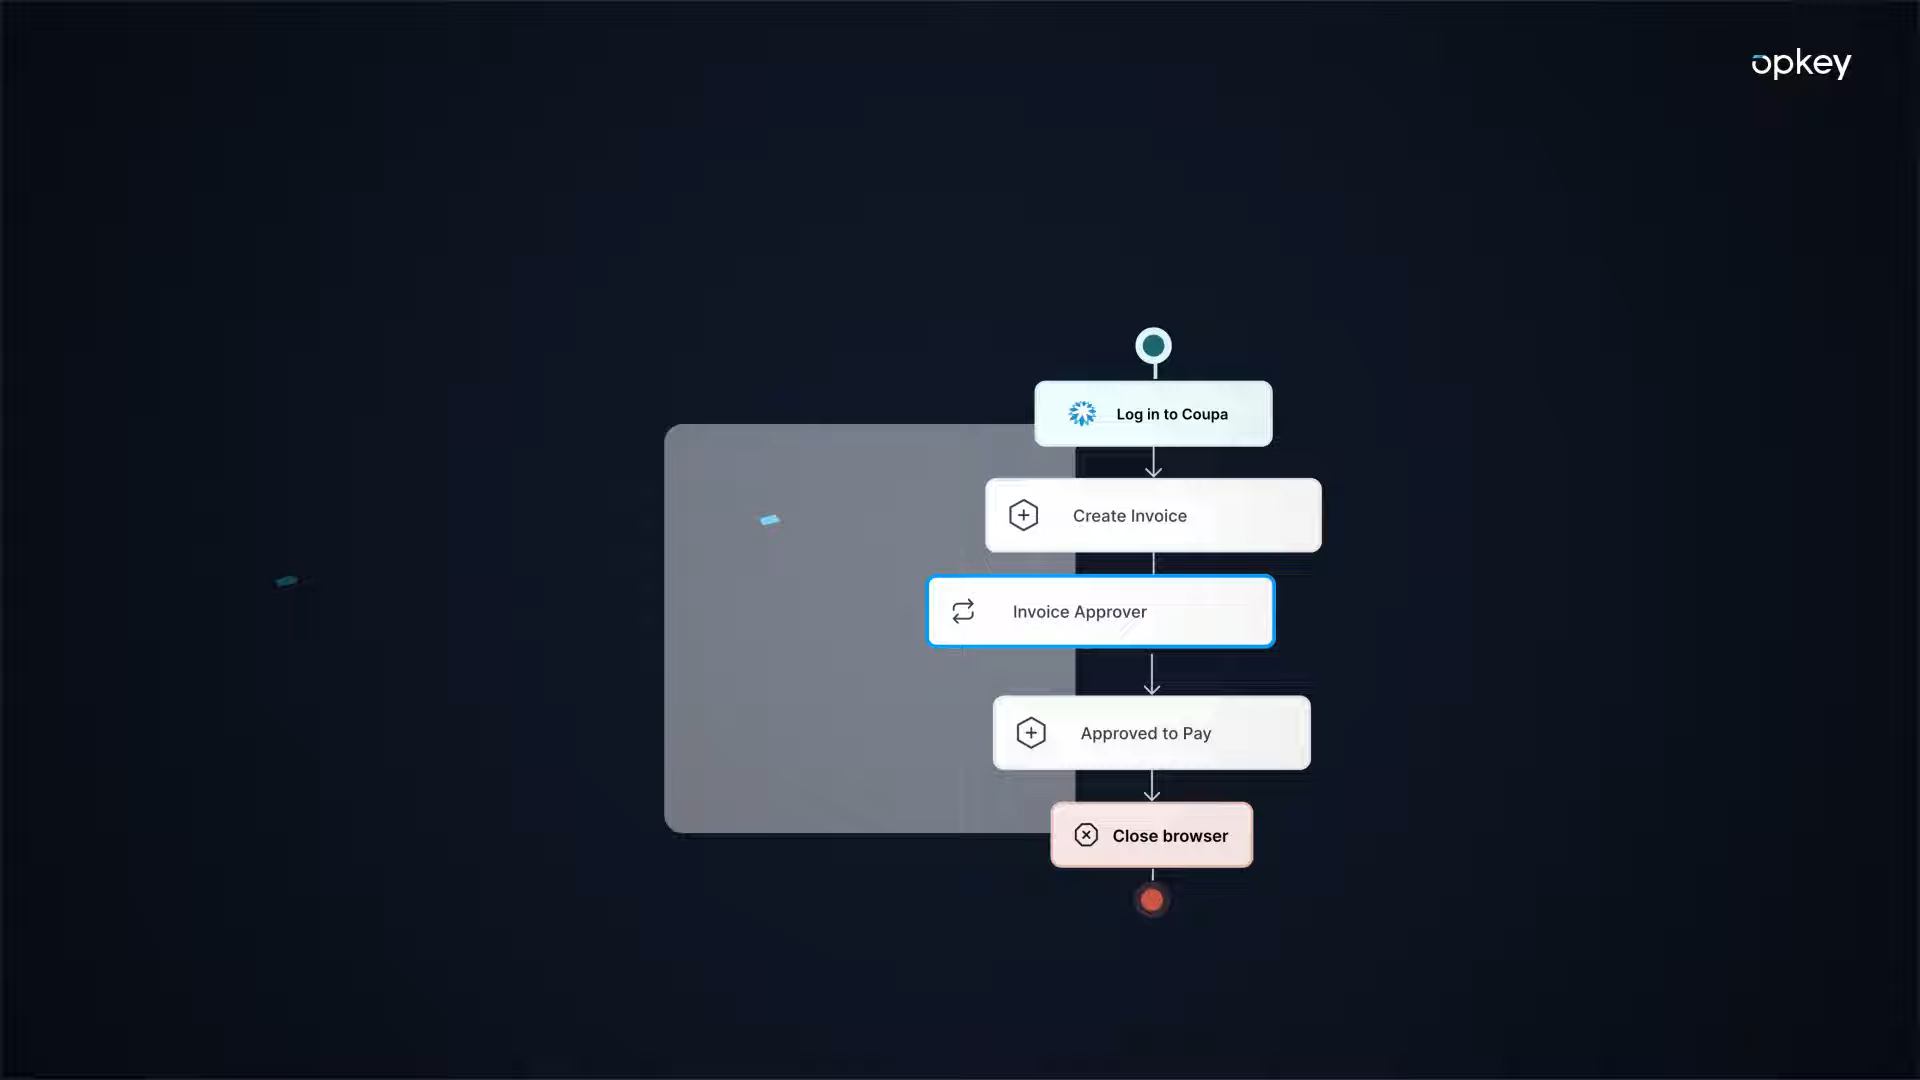 opkey
Log in to Coupa
Create Invoice
Invoice Approver
Approved to Pay
Close browser